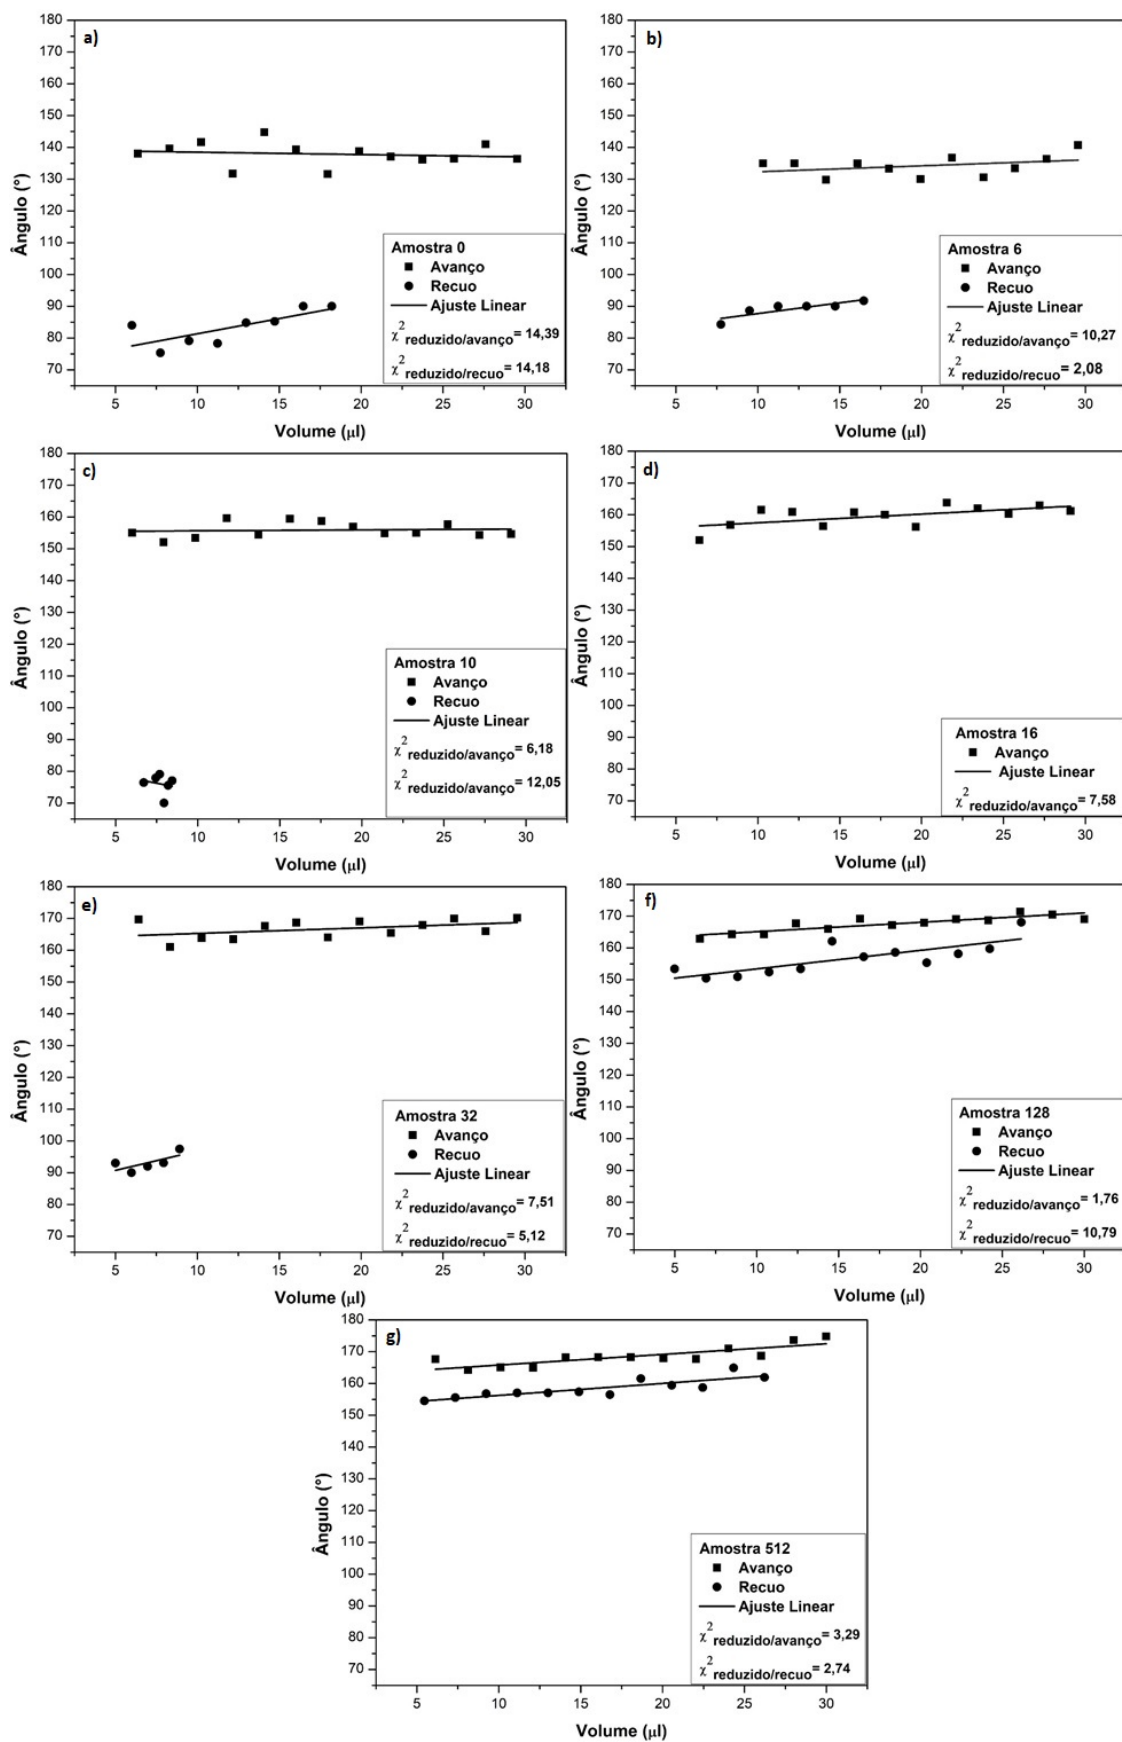 a)
180
170
160
150
140
130
120
110
100
90
80
70
Ângulo (°)
Amostra 0
Avanço
Recuo
Ajuste Linear
χ2 reduzido/avanço = 14,39
χ2 reduzido/recuo = 14,18
5 10 15 20 25 30
Volume (μl)
b)
180
170
160
150
140
130
120
110
100
90
80
70
Ângulo (°)
Amostra 6
Avanço
Recuo
Ajuste Linear
χ2 reduzido/avanço = 10,27
χ2 reduzido/recuo = 2,08
5 10 15 20 25 30
Volume (μl)
c)
180
170
160
150
140
130
120
110
100
90
80
70
Ângulo (°)
Amostra 10
Avanço
Recuo
Ajuste Linear
χ2 reduzido/avanço = 6,18
χ2 reduzido/avanço = 12,05
5 10 15 20 25 30
Volume (μl)
d)
180
170
160
150
140
130
120
110
100
90
80
70
Ângulo (°)
Amostra 16
Avanço
Ajuste Linear
χ2 reduzido/avanço = 7,58
5 10 15 20 25 30
Volume (μl)
e)
180
170
160
150
140
130
120
110
100
90
80
70
Ângulo (°)
Amostra 32
Avanço
Recuo
Ajuste Linear
χ2 reduzido/avanço = 7,51
χ2 reduzido/recuo = 5,12
5 10 15 20 25 30
Volume (μl)
f)
180
170
160
150
140
130
120
110
100
90
80
70
Ângulo (°)
Amostra 128
Avanço
Recuo
Ajuste Linear
χ2 reduzido/avanço = 1,76
χ2 reduzido/recuo = 10,79
5 10 15 20 25 30
Volume (μl)
g)
180
170
160
150
140
130
120
110
100
90
80
70
Ângulo (°)
Amostra 512
Avanço
Recuo
Ajuste Linear
χ2 reduzido/avanço = 3,29
χ2 reduzido/recuo = 2,74
5 10 15 20 25 30
Volume (μl)